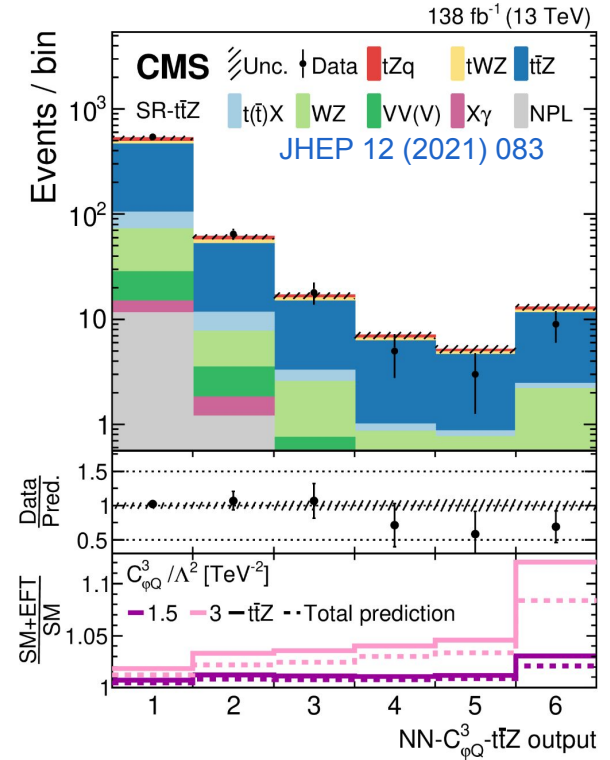 138 fb⁻¹ (13 TeV)
CMS Unc. Data tZq tWZ tt̄Z
SR-tt̄Z t(t̄)X WZ VV(V) Xγ NPL
JHEP 12 (2021) 083
Events / bin
10³
10²
10
1
Data
Pred.
1.5
1
0.5
SM+EFT
SM
C³φQ /Λ² [TeV⁻²]
1.5 3 tt̄Z Total prediction
1.1
1.05
1
1 2 3 4 5 6
NN-C³φQ-tt̄Z output